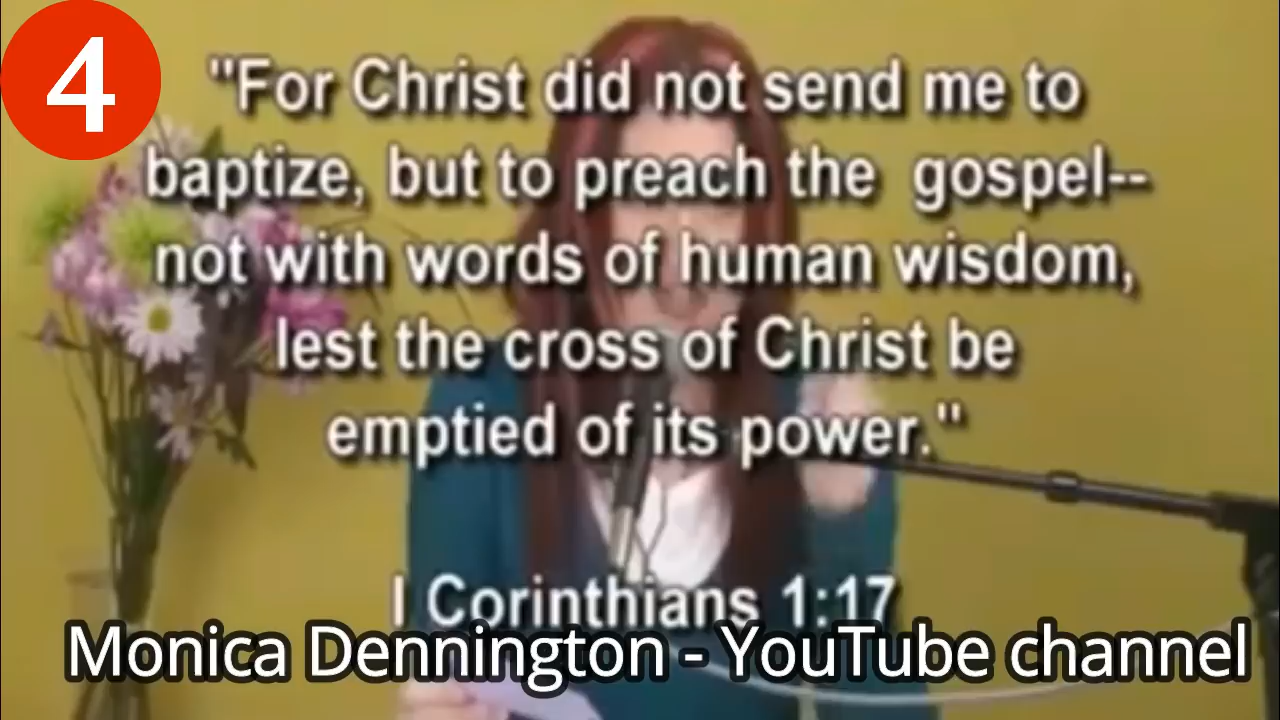 4
"For Christ did not send me to
baptize, but to preach the gospel--
not with words of human wisdom,
lest the cross of Christ be
emptied of its power."
I Corinthians 1:17
Monica Dennington - YouTube channel